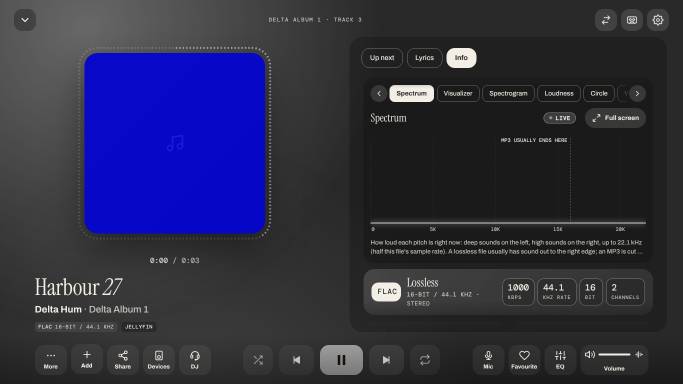 DELTA ALBUM 1 · TRACK 3
Up next Lyrics Info
Spectrum Visualizer Spectrogram Loudness Circle
Spectrum LIVE Full screen
MP3 USUALLY ENDS HERE
0 5K 10K 15K 20K
How loud each pitch is right now: deep sounds on the left, high sounds on the right, up to 22.1 kHz
(half this file's sample rate). A lossless file usually has sound out to the right edge; an MP3 is cut ...
0:00 / 0:03
Harbour 27
Delta Hum · Delta Album 1
FLAC 16-BIT / 44.1 KHZ JELLYFIN
FLAC Lossless
16-BIT / 44.1 KHZ ·
STEREO
1000 44.1 16 2
KBPS KHZ RATE BIT CHANNELS
More Add Share Devices DJ
Mic Favourite EQ Volume